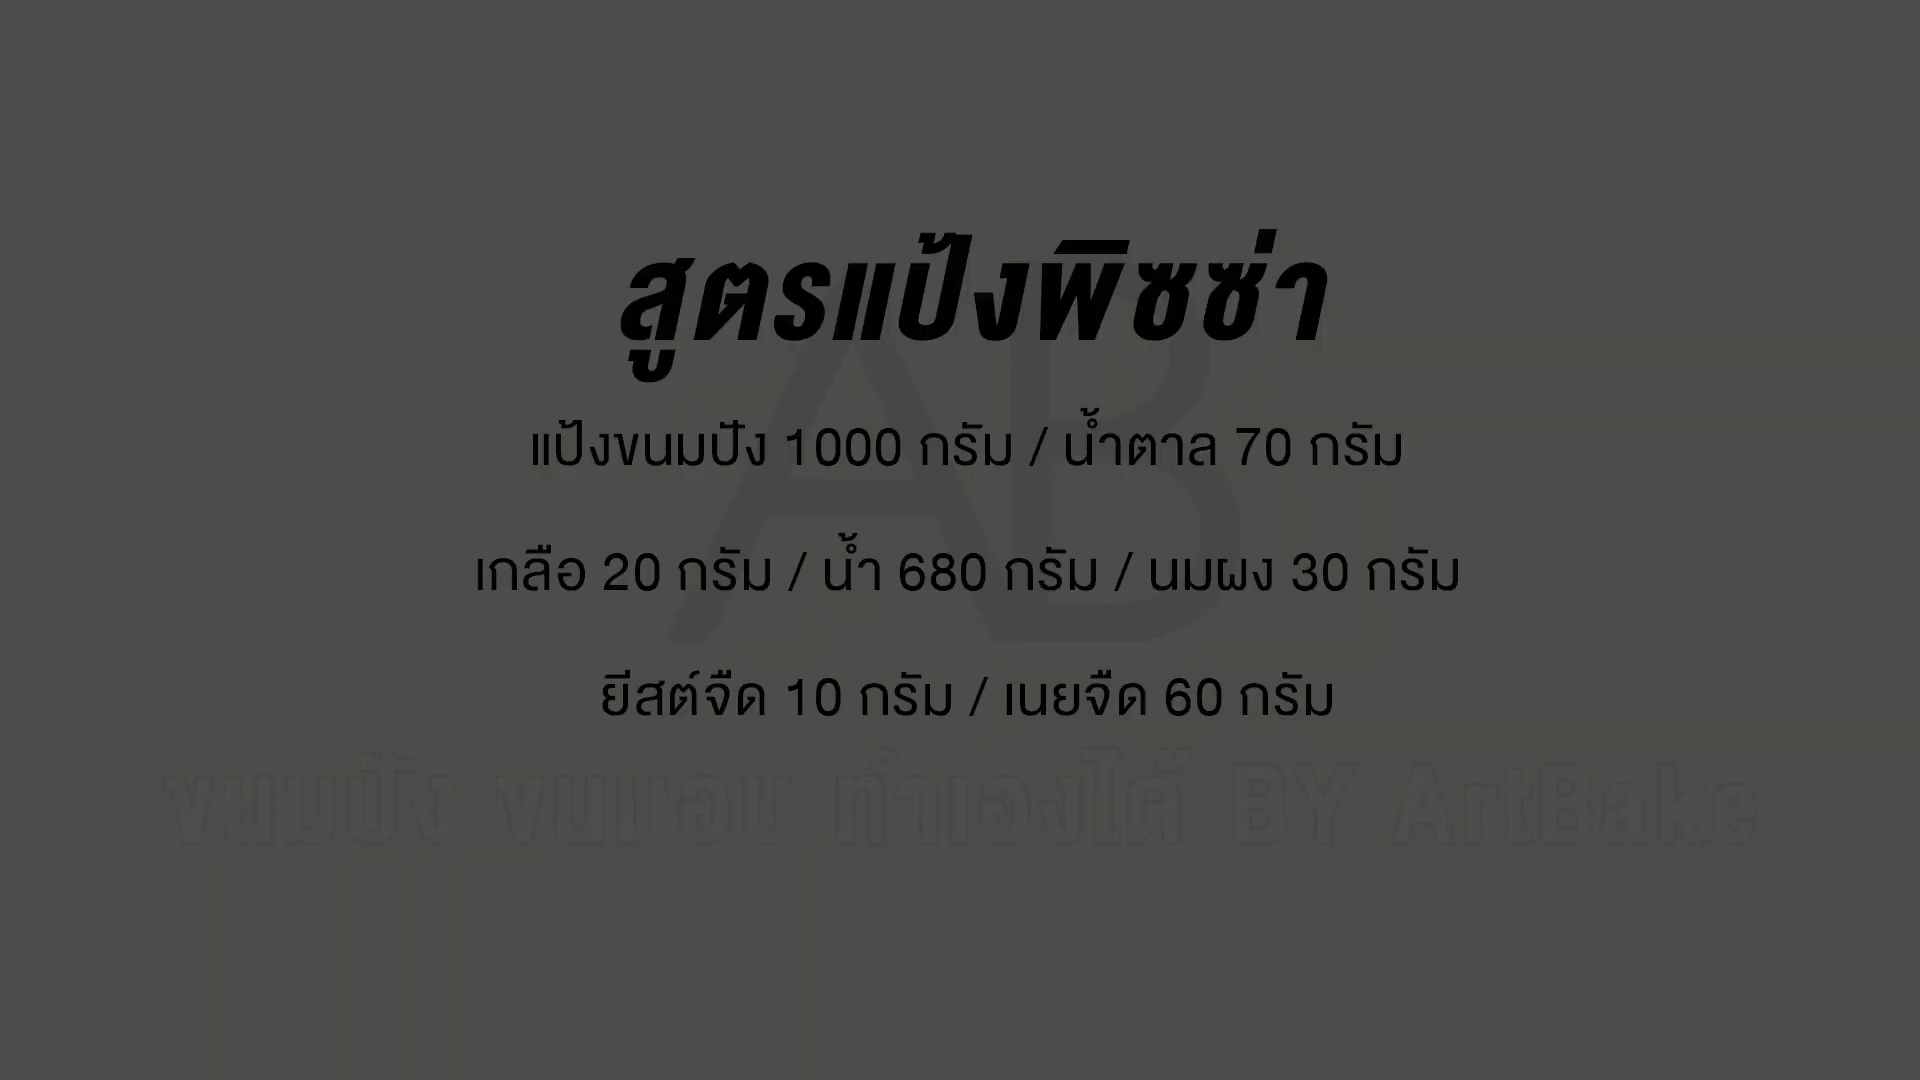 สูตรแป้งพิซซ่า
แป้งขนมปัง 1000 กรัม / น้ำตาล 70 กรัม
เกลือ 20 กรัม / น้ำ 680 กรัม / นมผง 30 กรัม
ยีสต์จืด 10 กรัม / เนยจืด 60 กรัม
AB
ขนมปัง ขนมอบ ทำเองได้ BY ArtBake